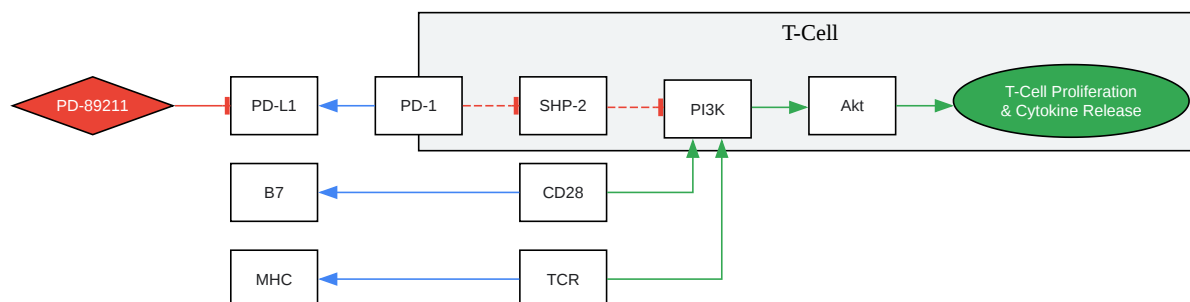 T-Cell
PD-89211
PD-L1
PD-1
SHP-2
PI3K
Akt
T-Cell Proliferation
& Cytokine Release
B7
CD28
MHC
TCR